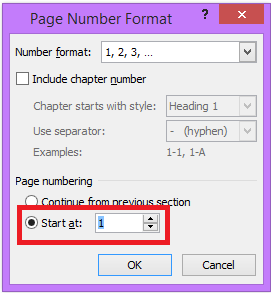 Page Number Format ?
Number format: 1, 2, 3, ...
Include chapter number
Chapter starts with style: Heading 1
Use separator: - (hyphen)
Examples: 1-1, 1-A
Page numbering
Continue from previous section
Start at: 1
OK Cancel